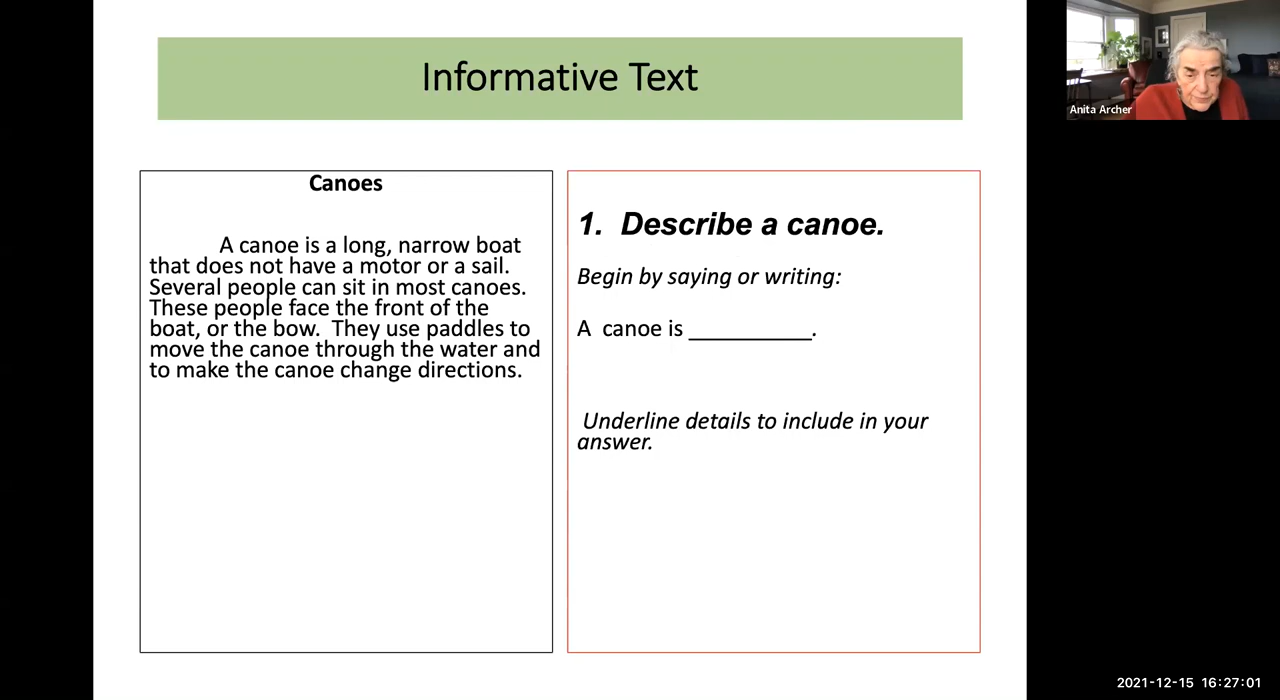 Informative Text
Anita Archer
Canoes
A canoe is a long, narrow boat
that does not have a motor or a sail.
Several people can sit in most canoes.
These people face the front of the
boat, or the bow. They use paddles to
move the canoe through the water and
to make the canoe change directions.
1. Describe a canoe.
Begin by saying or writing:
A canoe is __________.
Underline details to include in your
answer.
2021-12-15 16:27:01